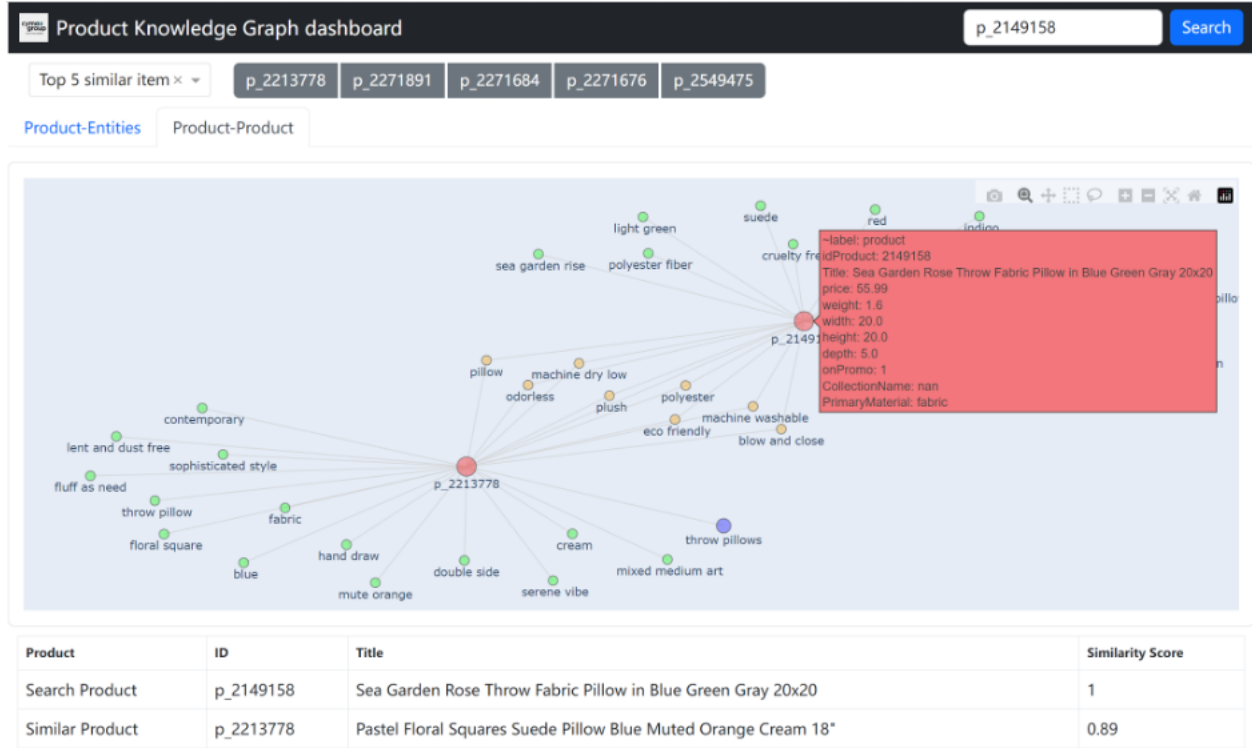 Product Knowledge Graph dashboard
p_2149158
Search
Top 5 similar item ×
p_2213778 p_2271891 p_2271684 p_2271676 p_2549475
Product-Entities
Product-Product
suede
red
light green
indigo
cruelty
sea garden rise
polyester fiber
~label: product
idProduct: 2149158
Title: Sea Garden Rose Throw Fabric Pillow in Blue Green Gray 20x20
price: 55.99
weight: 1.6
width: 20.0
height: 20.0
depth: 5.0
onPromo: 1
CollectionName: nan
PrimaryMaterial: fabric
pillow
machine dry low
odorless
plush
polyester
machine washable
eco friendly
blow and close
contemporary
lent and dust free
sophisticated style
fluff as need
p_2213778
throw pillow
fabric
floral square
throw pillows
hand draw
cream
blue
double side
mixed medium art
mute orange
serene vibe
Product ID Title Similarity Score
Search Product p_2149158 Sea Garden Rose Throw Fabric Pillow in Blue Green Gray 20x20 1
Similar Product p_2213778 Pastel Floral Squares Suede Pillow Blue Muted Orange Cream 18" 0.89